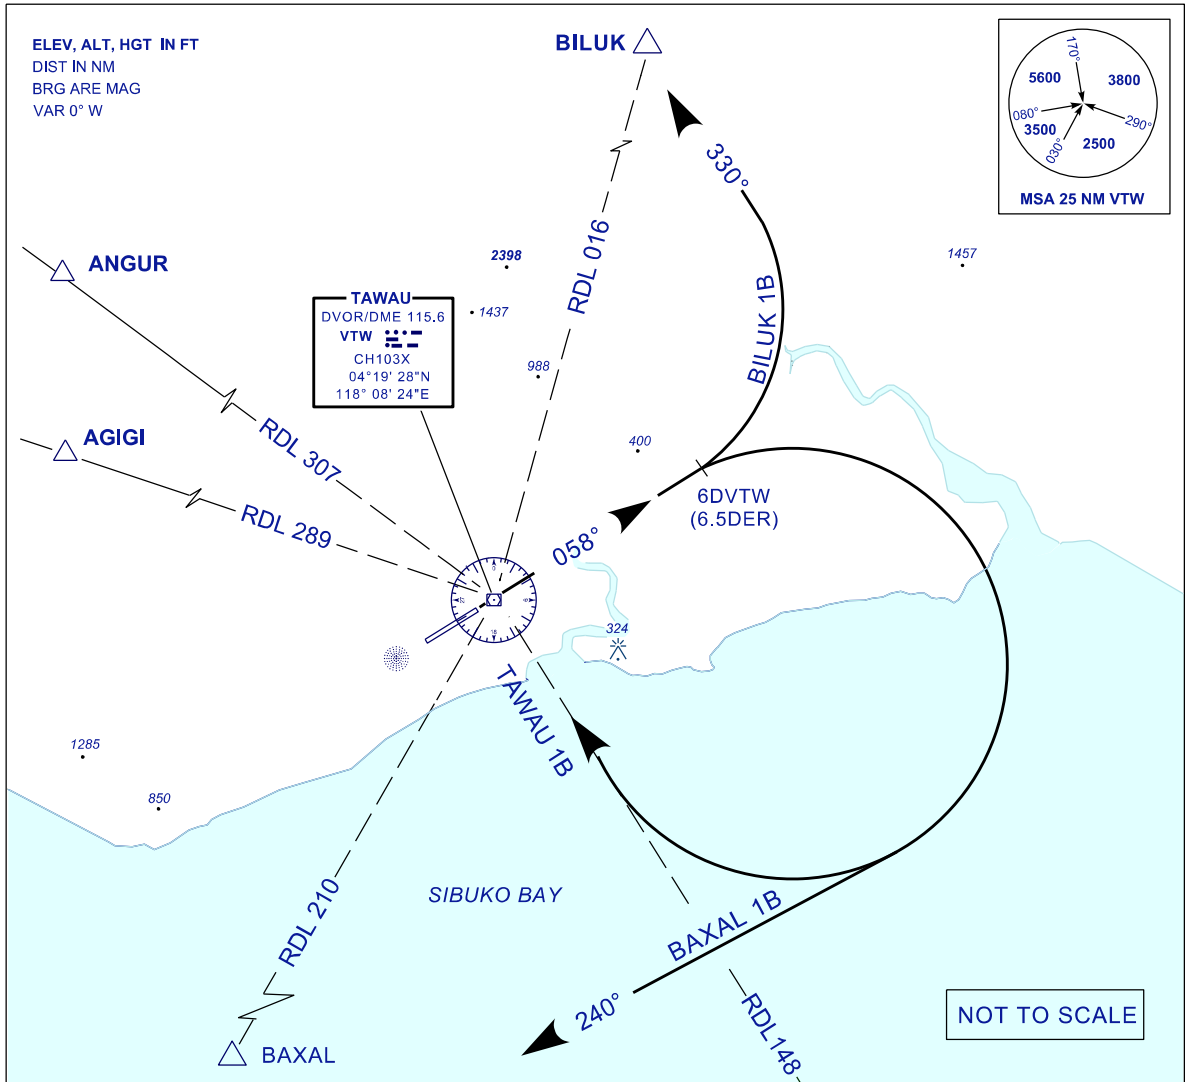 ELEV, ALT, HGT IN FT
DIST IN NM
BRG ARE MAG
VAR 0° W
BILUK
170°
5600
3800
080°
3500
290°
030°
2500
MSA 25 NM VTW
330°
RDL 016
ANGUR
2398
1457
TAWAU
DVOR/DME 115.6
VTW
CH103X
04°19' 28"N
118° 08' 24"E
1437
BILUK 1B
988
AGIGI
RDL 307
400
6DVTW
(6.5DER)
RDL 289
058°
324
TAWAU 1B
1285
850
SIBUKO BAY
RDL 210
BAXAL 1B
240°
RDL148
NOT TO SCALE
BAXAL